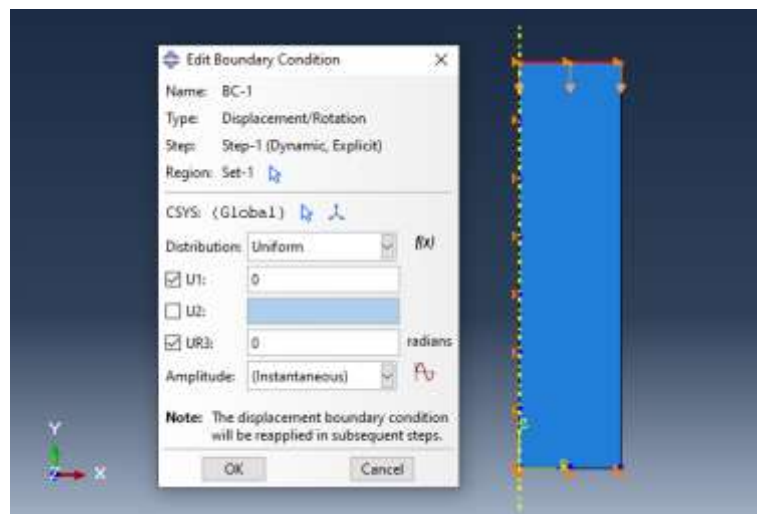 Edit Boundary Condition
Name: BC-1
Type: Displacement/Rotation
Step: Step-1 (Dynamic, Explicit)
Region: Set-1
CSYS: (Global)
Distribution: Uniform f(x)
U1: 0
U2:
UR3: 0 radians
Amplitude: (Instantaneous)
Note: The displacement boundary condition
will be reapplied in subsequent steps.
OK Cancel
Y
Z X